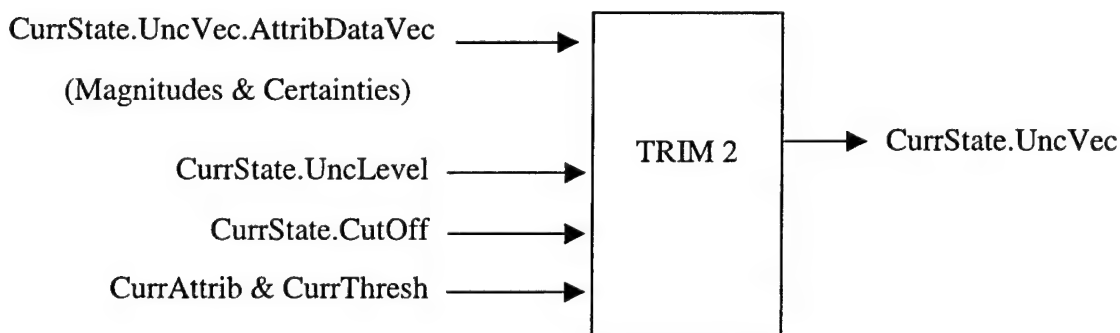 CurrState.UncVec.AttribDataVec
(Magnitudes & Certainties)
CurrState.UncLevel
CurrState.CutOff
CurrAttrib & CurrThresh
TRIM 2
CurrState.UncVec